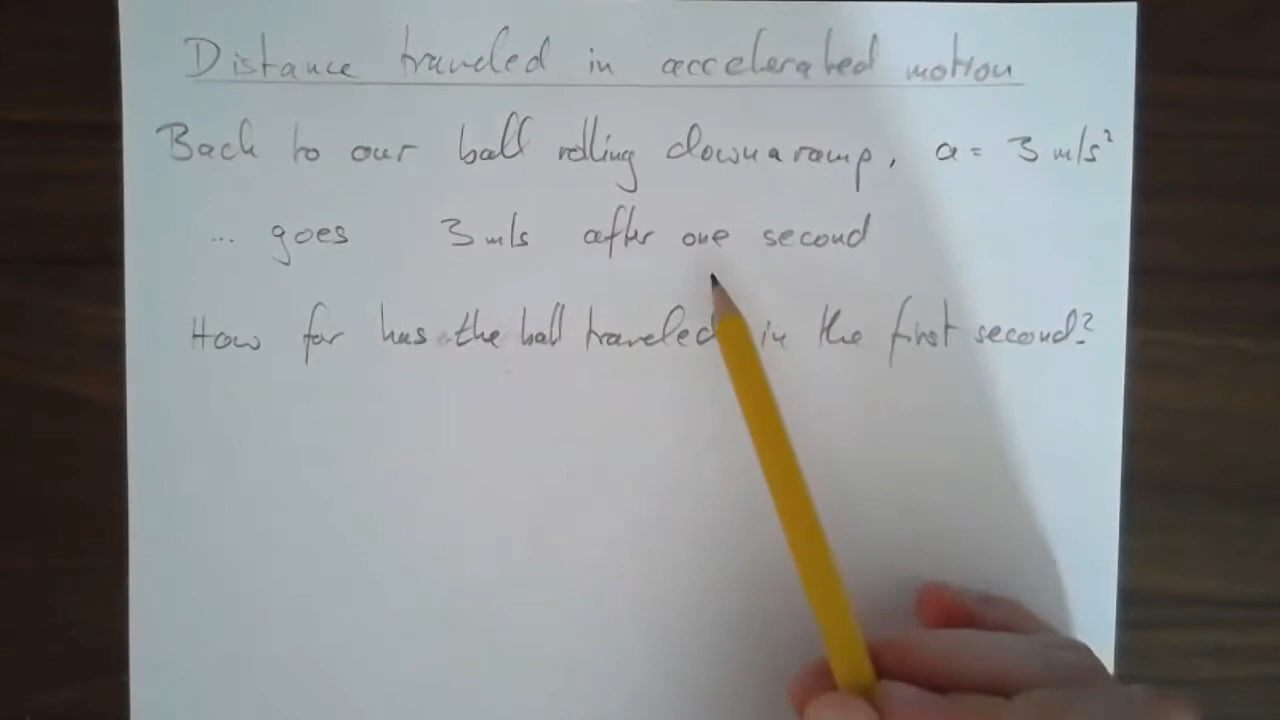 Distance traveled in accelerated motion
Back to our ball rolling down a ramp, a = 3 m/s²
... goes 3 m/s after one second
How far has the ball traveled in the first second?